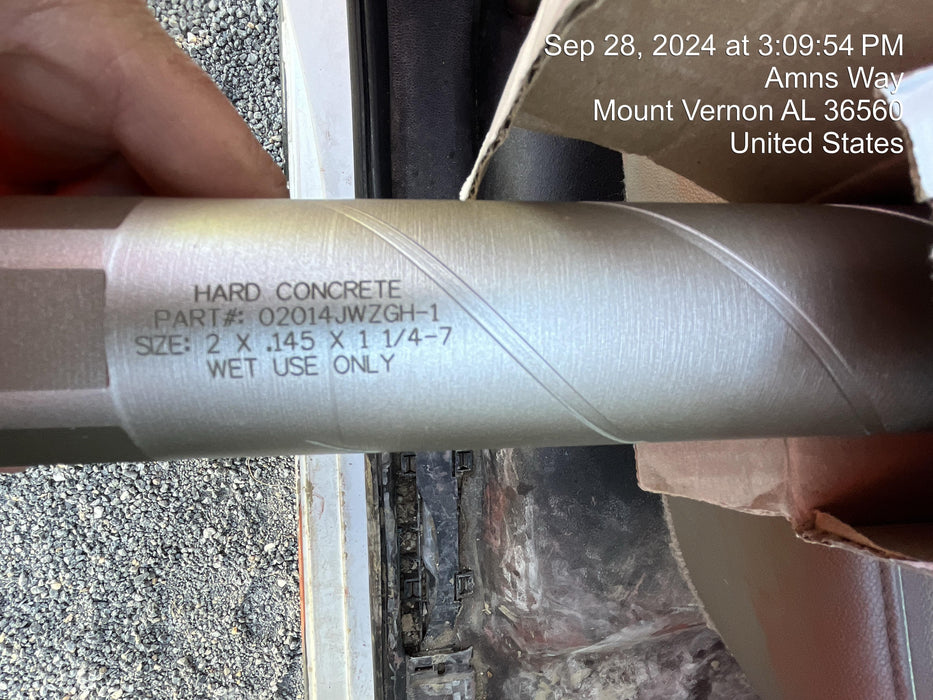 Sep 28, 2024 at 3:09:54 PM
Amns Way
Mount Vernon AL 36560
United States
HARD CONCRETE
PART#: 02014JWZGH-1
SIZE: 2 X .145 X 1 1/4-7
WET USE ONLY